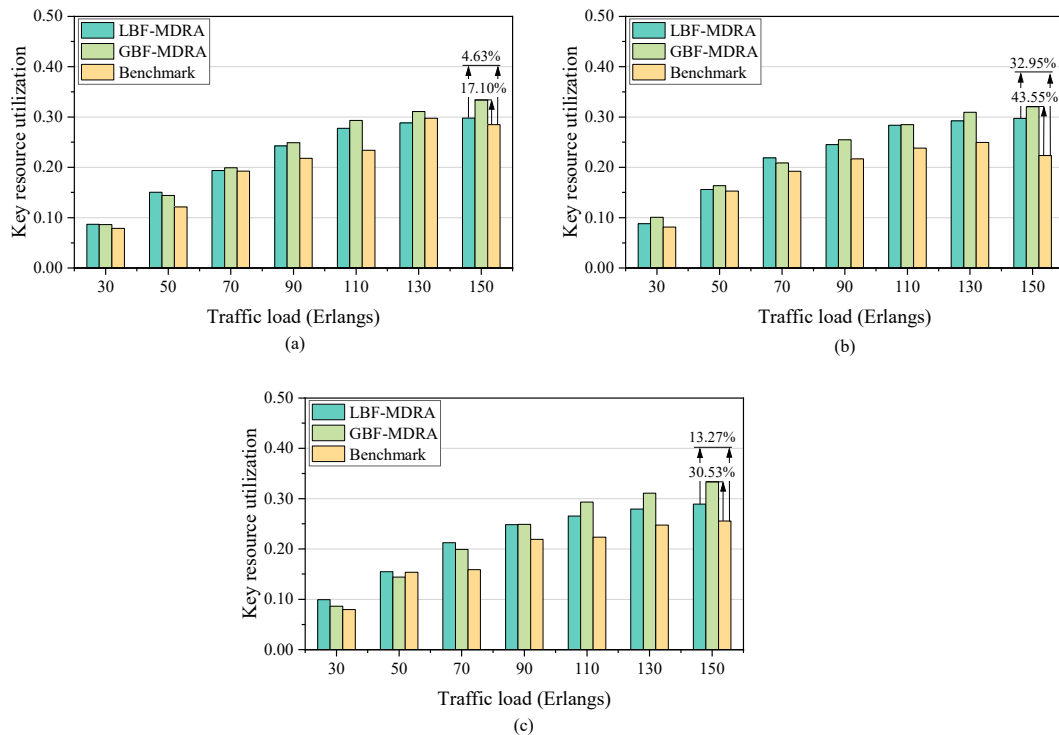 0.50
0.40
0.30
0.20
0.10
0.00
Key resource utilization
LBF-MDRA
GBF-MDRA
Benchmark
4.63%
17.10%
30 50 70 90 110 130 150
Traffic load (Erlangs)
(a)
0.50
0.40
0.30
0.20
0.10
0.00
Key resource utilization
LBF-MDRA
GBF-MDRA
Benchmark
32.95%
43.55%
30 50 70 90 110 130 150
Traffic load (Erlangs)
(b)
0.50
0.40
0.30
0.20
0.10
0.00
Key resource utilization
LBF-MDRA
GBF-MDRA
Benchmark
13.27%
30.53%
30 50 70 90 110 130 150
Traffic load (Erlangs)
(c)